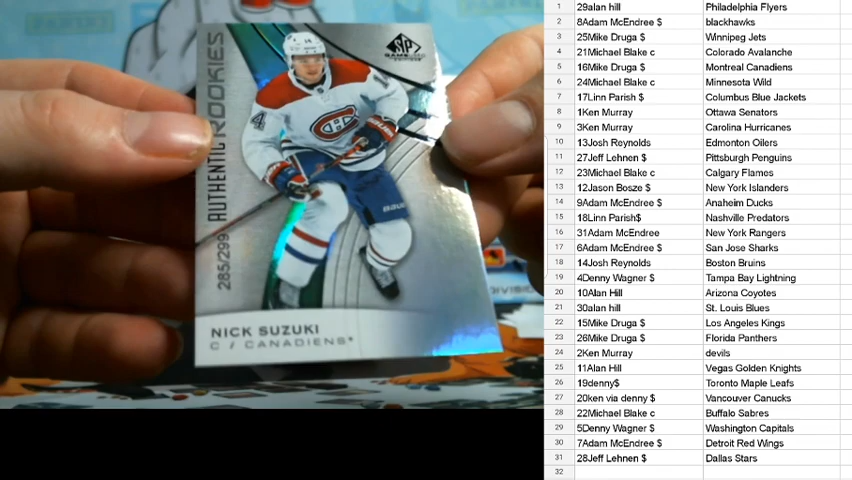 AUTHENTIC ROOKIES
285/299
SP
GAME USED
EDITION
14
4
BAUER
NICK SUZUKI
C / CANADIENS
1 29alan hill Philadelphia Flyers
2 8Adam McEndree $ blackhawks
3 25Mike Druga $ Winnipeg Jets
4 21Michael Blake c Colorado Avalanche
5 16Mike Druga $ Montreal Canadiens
6 24Michael Blake c Minnesota Wild
7 17Linn Parish $ Columbus Blue Jackets
8 1Ken Murray Ottawa Senators
9 3Ken Murray Carolina Hurricanes
10 13Josh Reynolds Edmonton Oilers
11 27Jeff Lehnen $ Pittsburgh Penguins
12 23Michael Blake c Calgary Flames
13 12Jason Bosze $ New York Islanders
14 9Adam McEndree $ Anaheim Ducks
15 18Linn Parish$ Nashville Predators
16 31Adam McEndree New York Rangers
17 6Adam McEndree $ San Jose Sharks
18 14Josh Reynolds Boston Bruins
19 4Denny Wagner $ Tampa Bay Lightning
20 10Alan Hill Arizona Coyotes
21 30alan hill St. Louis Blues
22 15Mike Druga $ Los Angeles Kings
23 26Mike Druga $ Florida Panthers
24 2Ken Murray devils
25 11Alan Hill Vegas Golden Knights
26 19denny$ Toronto Maple Leafs
27 20ken via denny $ Vancouver Canucks
28 22Michael Blake c Buffalo Sabres
29 5Denny Wagner $ Washington Capitals
30 7Adam McEndree $ Detroit Red Wings
31 28Jeff Lehnen $ Dallas Stars
32